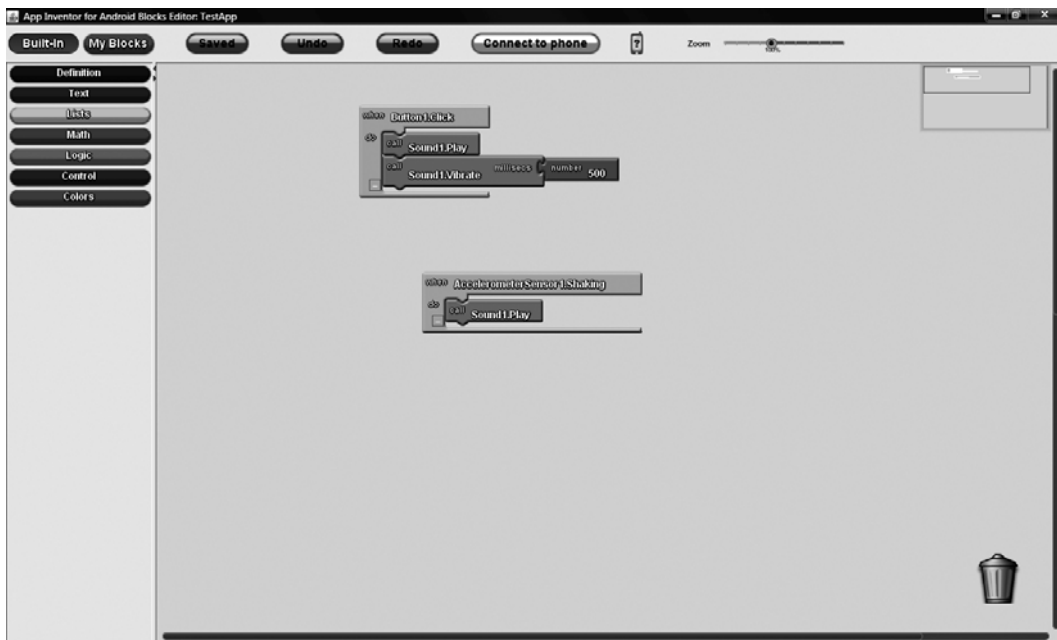 App Inventor for Android Blocks Editor: TestApp
Built-In My Blocks Saved Undo Redo Connect to phone ? Zoom
Definition
Text
Lists
Math
Logic
Control
Colors
when Button1.Click
do call Sound1.Play
call Sound1.Vibrate millisecs number 500
when AccelerometerSensor1.Shaking
do call Sound1.Play